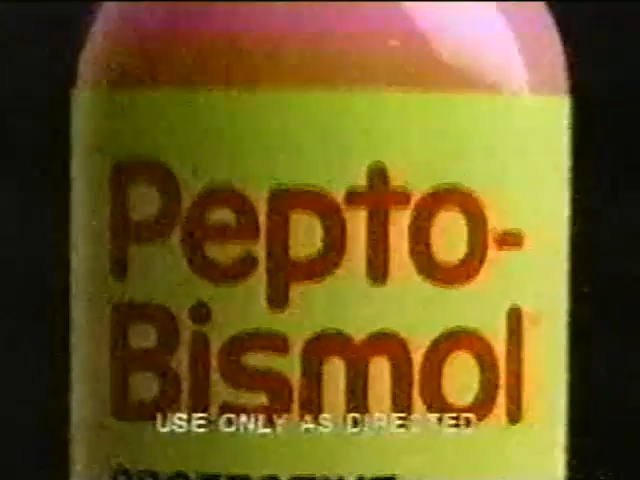 Pepto-
Bismol
USE ONLY AS DIRECTED